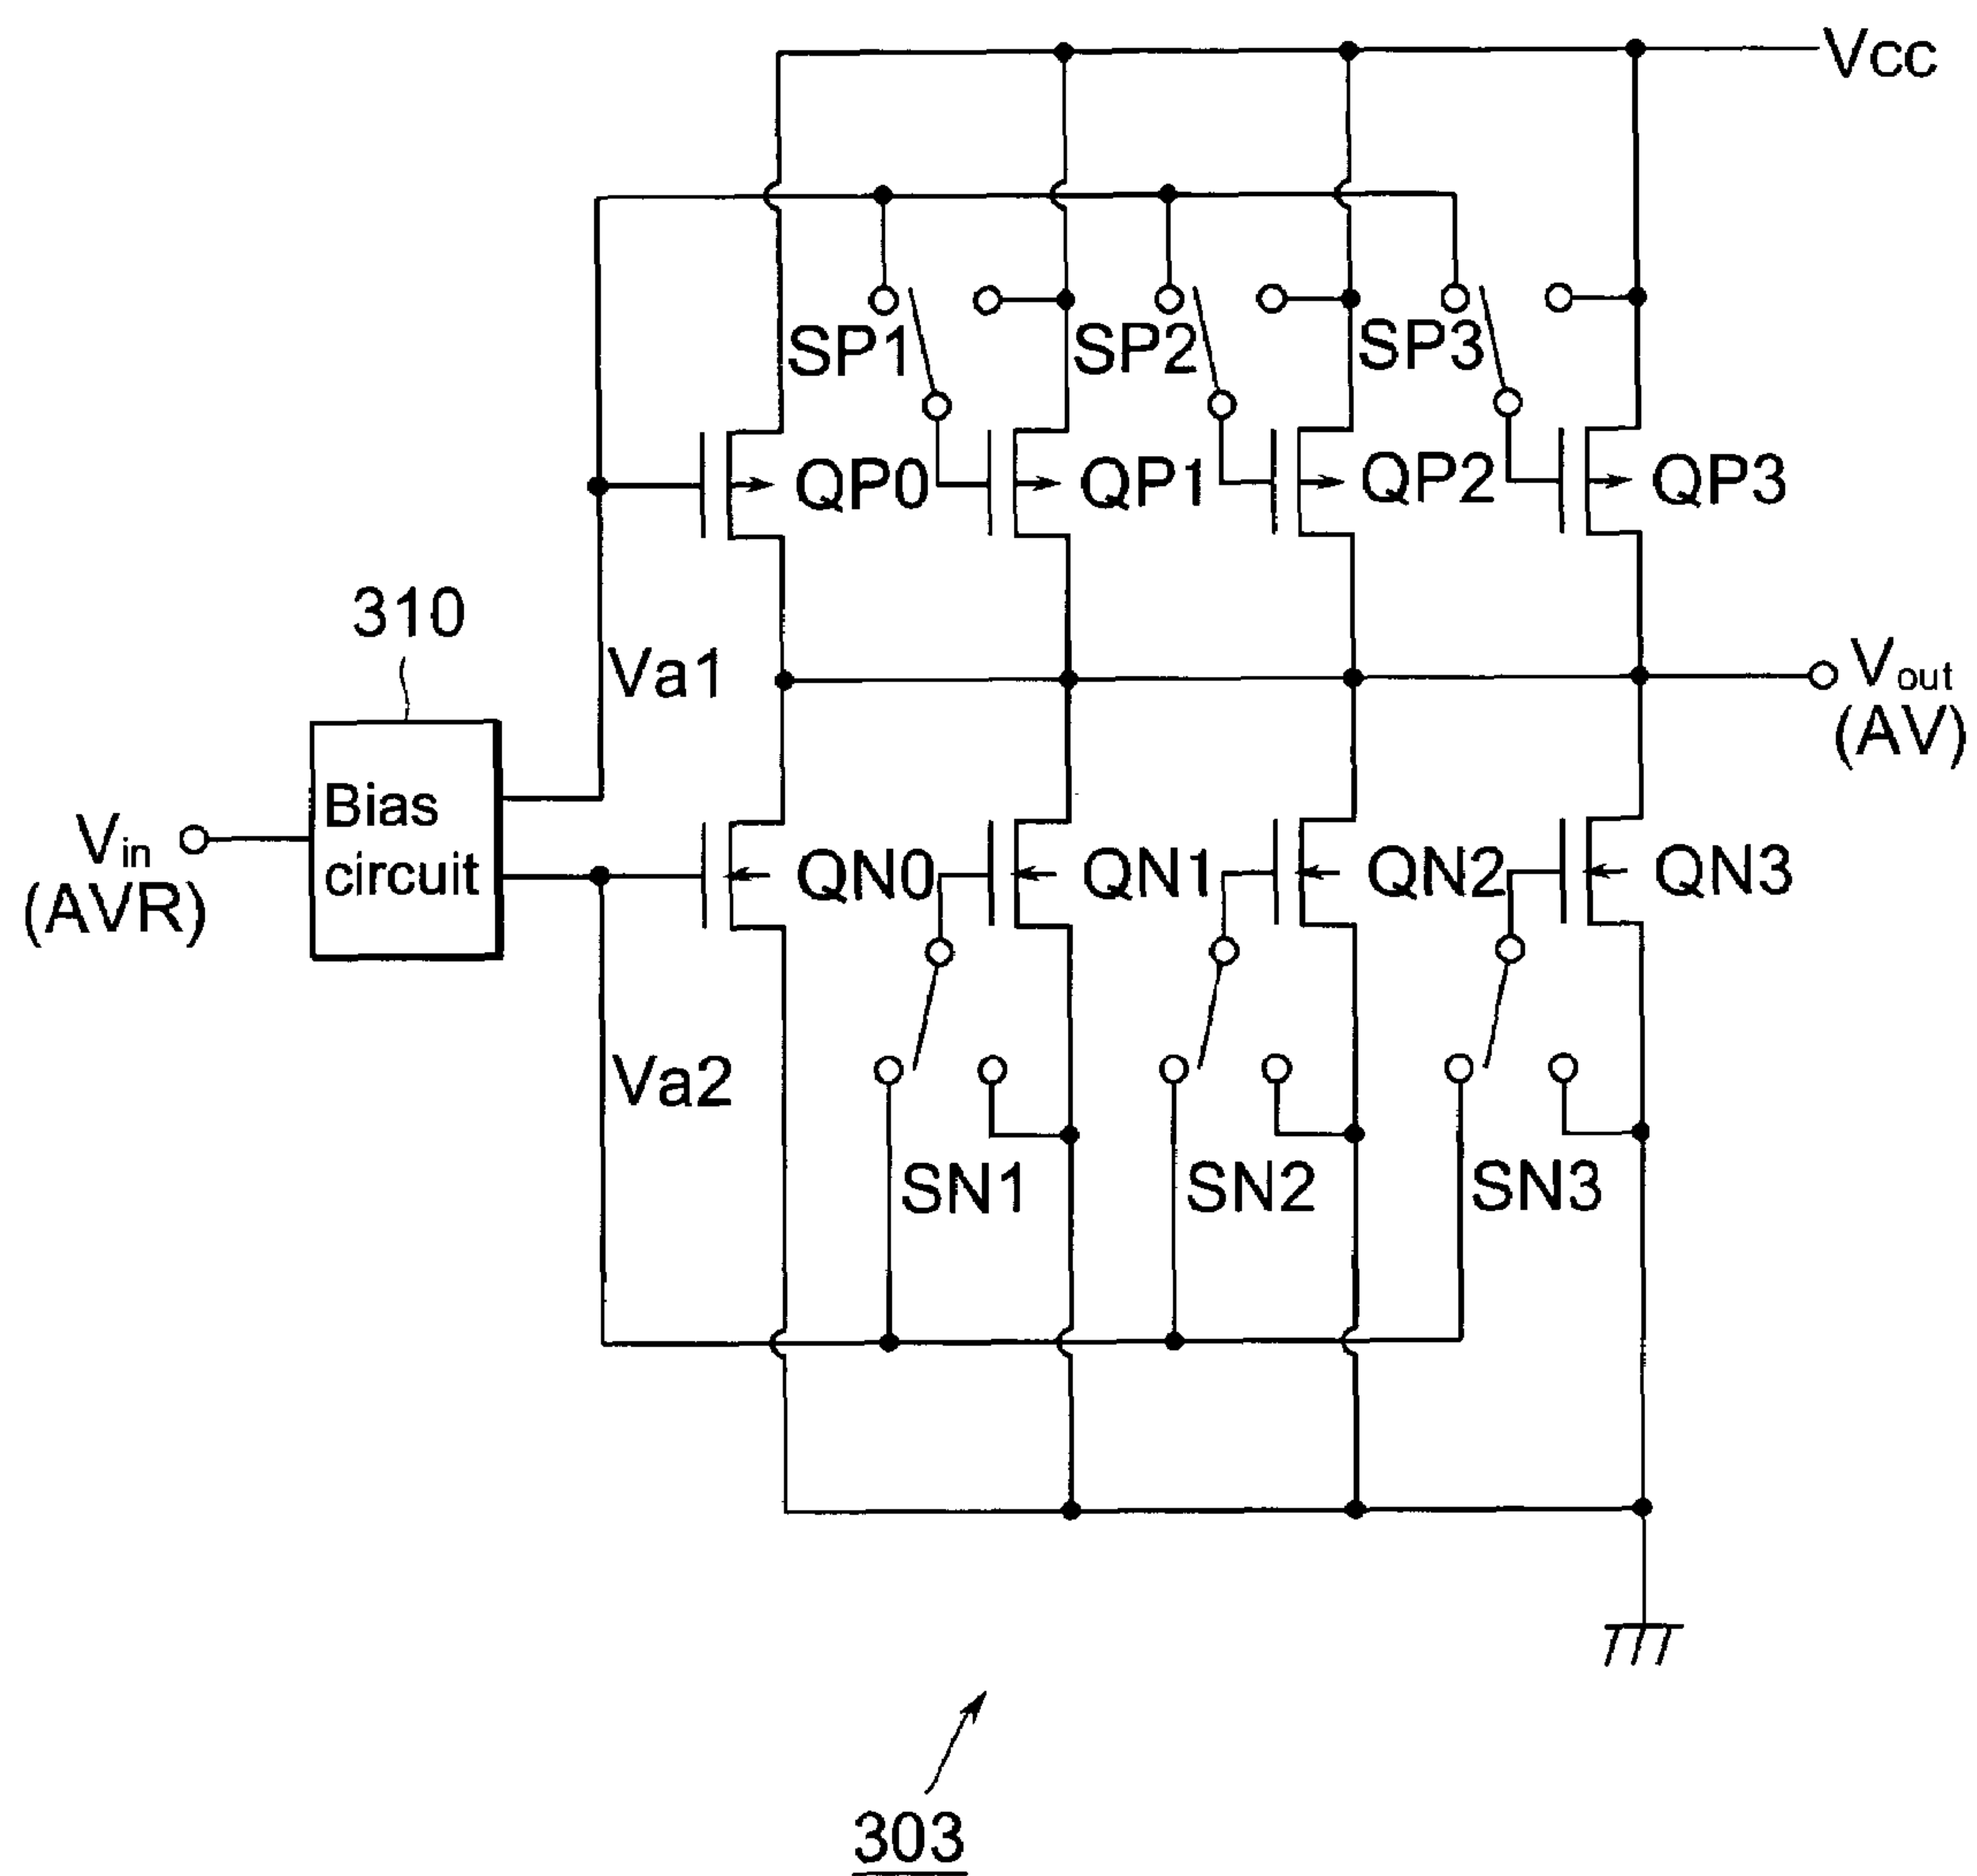 Vcc
SP1
SP2
SP3
QP0
QP1
QP2
QP3
310
Va1
Vout
(AV)
Bias
circuit
Vin
(AVR)
QN0
QN1
QN2
QN3
Va2
SN1
SN2
SN3
303